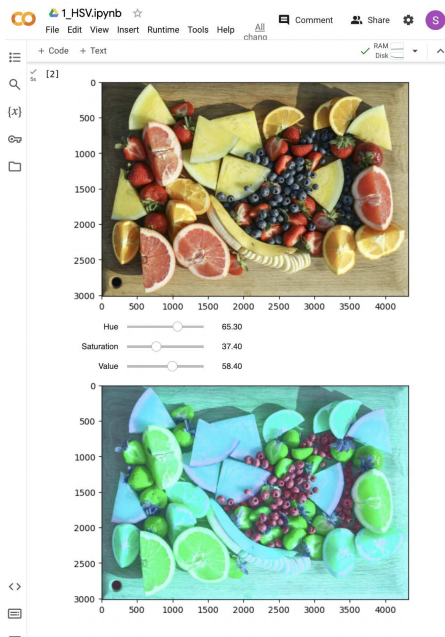 1_HSV.ipynb
Comment
Share
S
File Edit View Insert Runtime Tools Help All
chang
+ Code + Text
RAM
Disk
5s
[2]
{x}
0
500
1000
1500
2000
2500
3000
0 500 1000 1500 2000 2500 3000 3500 4000
Hue 65.30
Saturation 37.40
Value 58.40
0
500
1000
1500
2000
2500
3000
0 500 1000 1500 2000 2500 3000 3500 4000